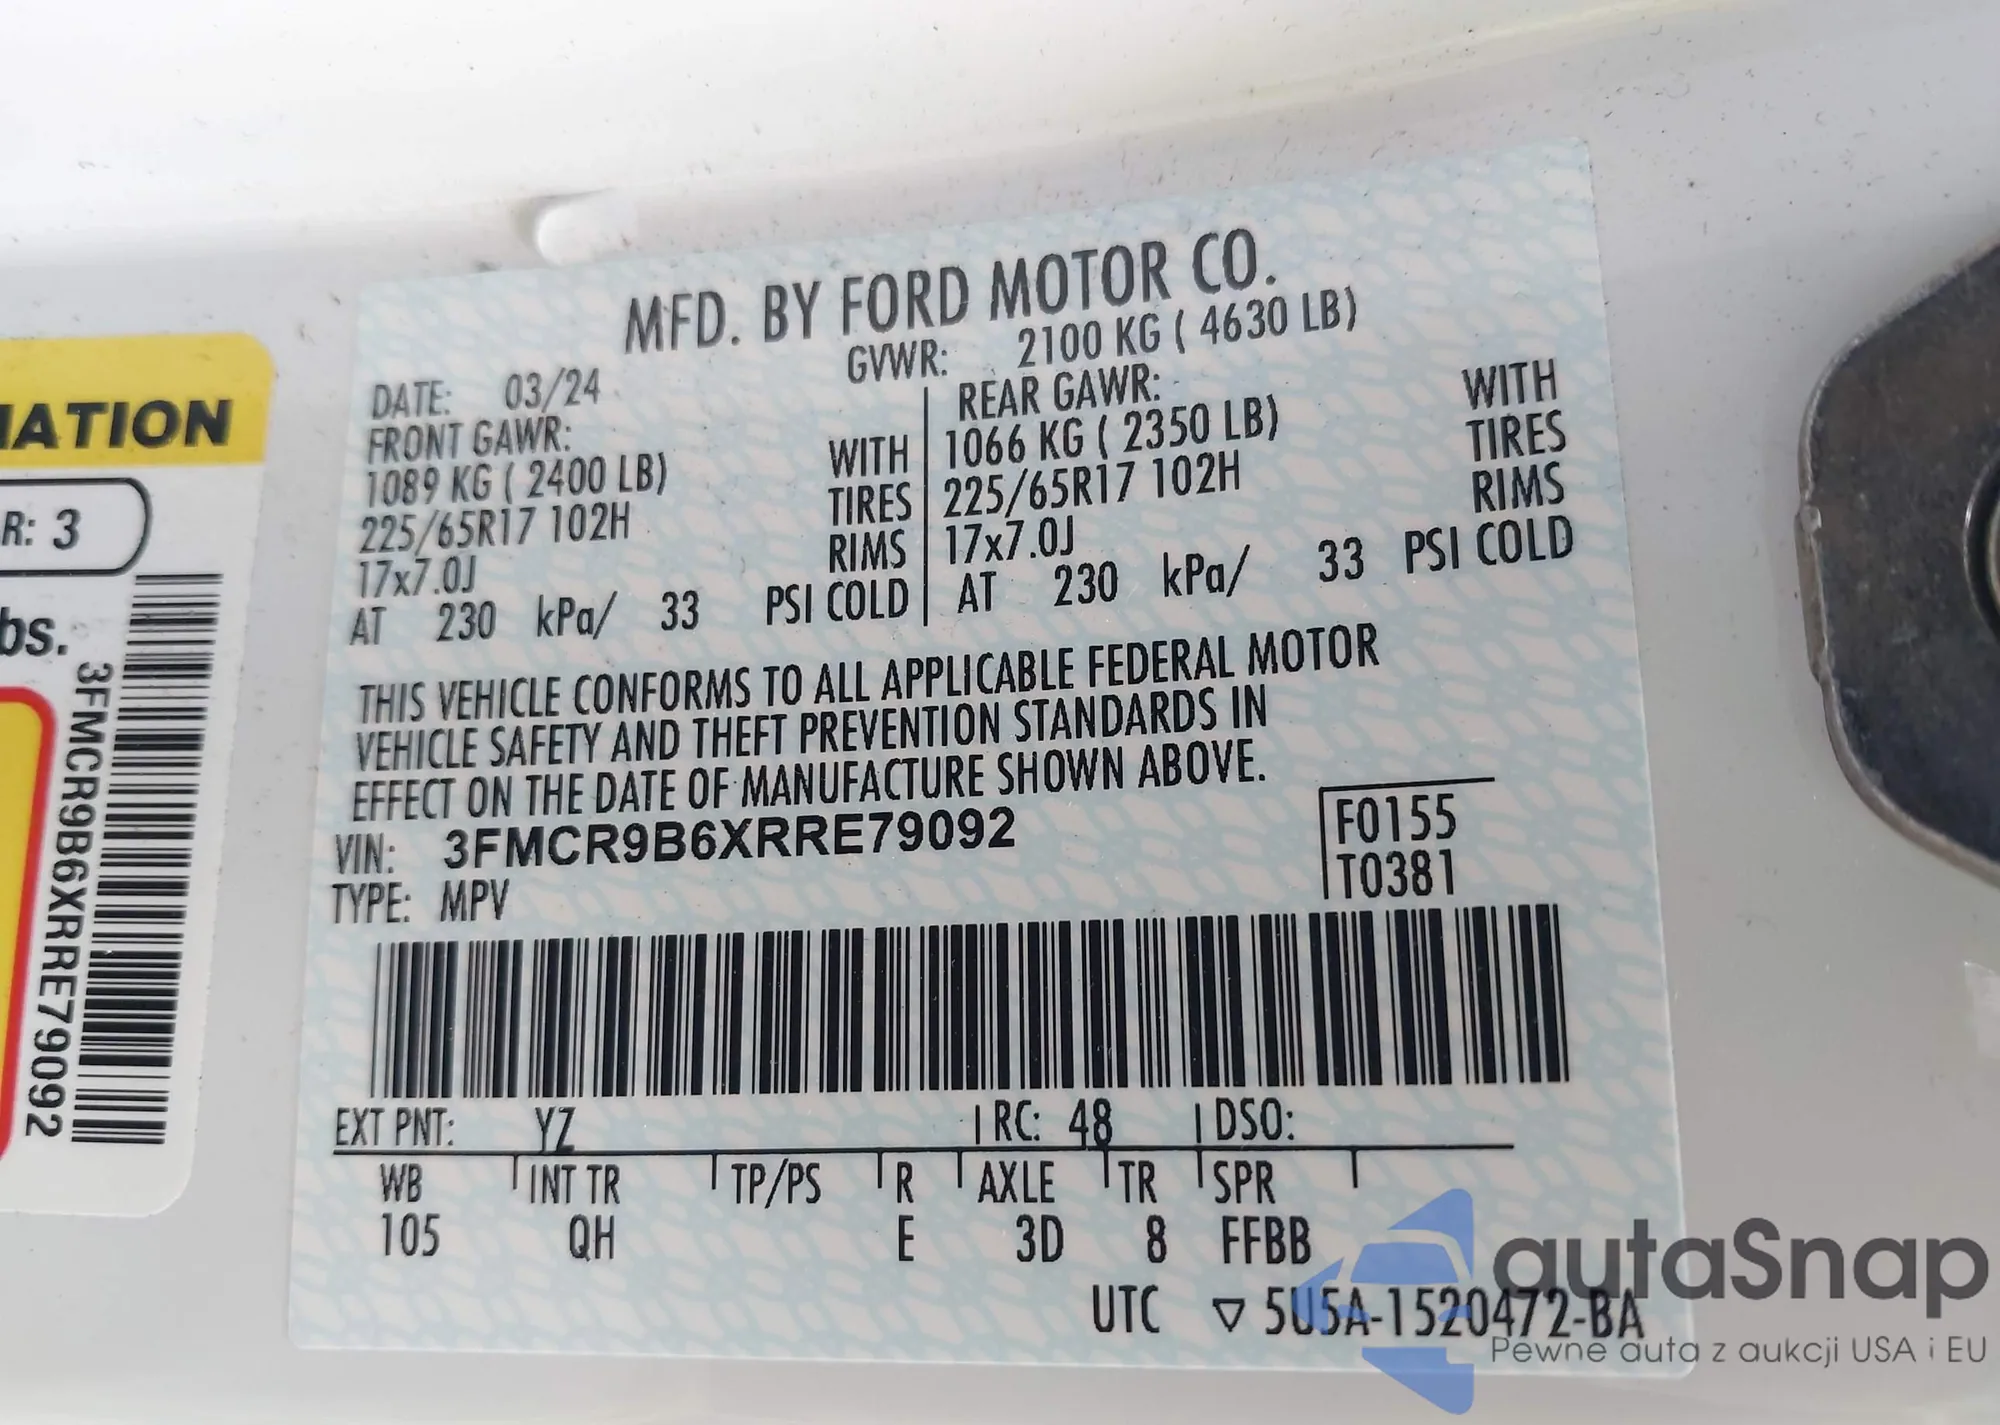 MATION
R: 3
bs.
3FMCR9B6XRRE79092
MFD. BY FORD MOTOR CO.
DATE: 03/24 GVWR: 2100 KG ( 4630 LB)
FRONT GAWR: REAR GAWR:
1089 KG ( 2400 LB) WITH 1066 KG ( 2350 LB) WITH
225/65R17 102H TIRES 225/65R17 102H TIRES
17x7.0J RIMS 17x7.0J RIMS
AT 230 kPa/ 33 PSI COLD AT 230 kPa/ 33 PSI COLD
THIS VEHICLE CONFORMS TO ALL APPLICABLE FEDERAL MOTOR
VEHICLE SAFETY AND THEFT PREVENTION STANDARDS IN
EFFECT ON THE DATE OF MANUFACTURE SHOWN ABOVE.
VIN: 3FMCR9B6XRRE79092 F0155
TYPE: MPV T0381
EXT PNT: YZ RC: 48 DSO:
WB INT TR TP/PS R AXLE TR SPR
105 QH E 3D 8 FFBB
UTC ▽ 5U5A-1520472-BA
autaSnap
Pewne auta z aukcji USA i EU